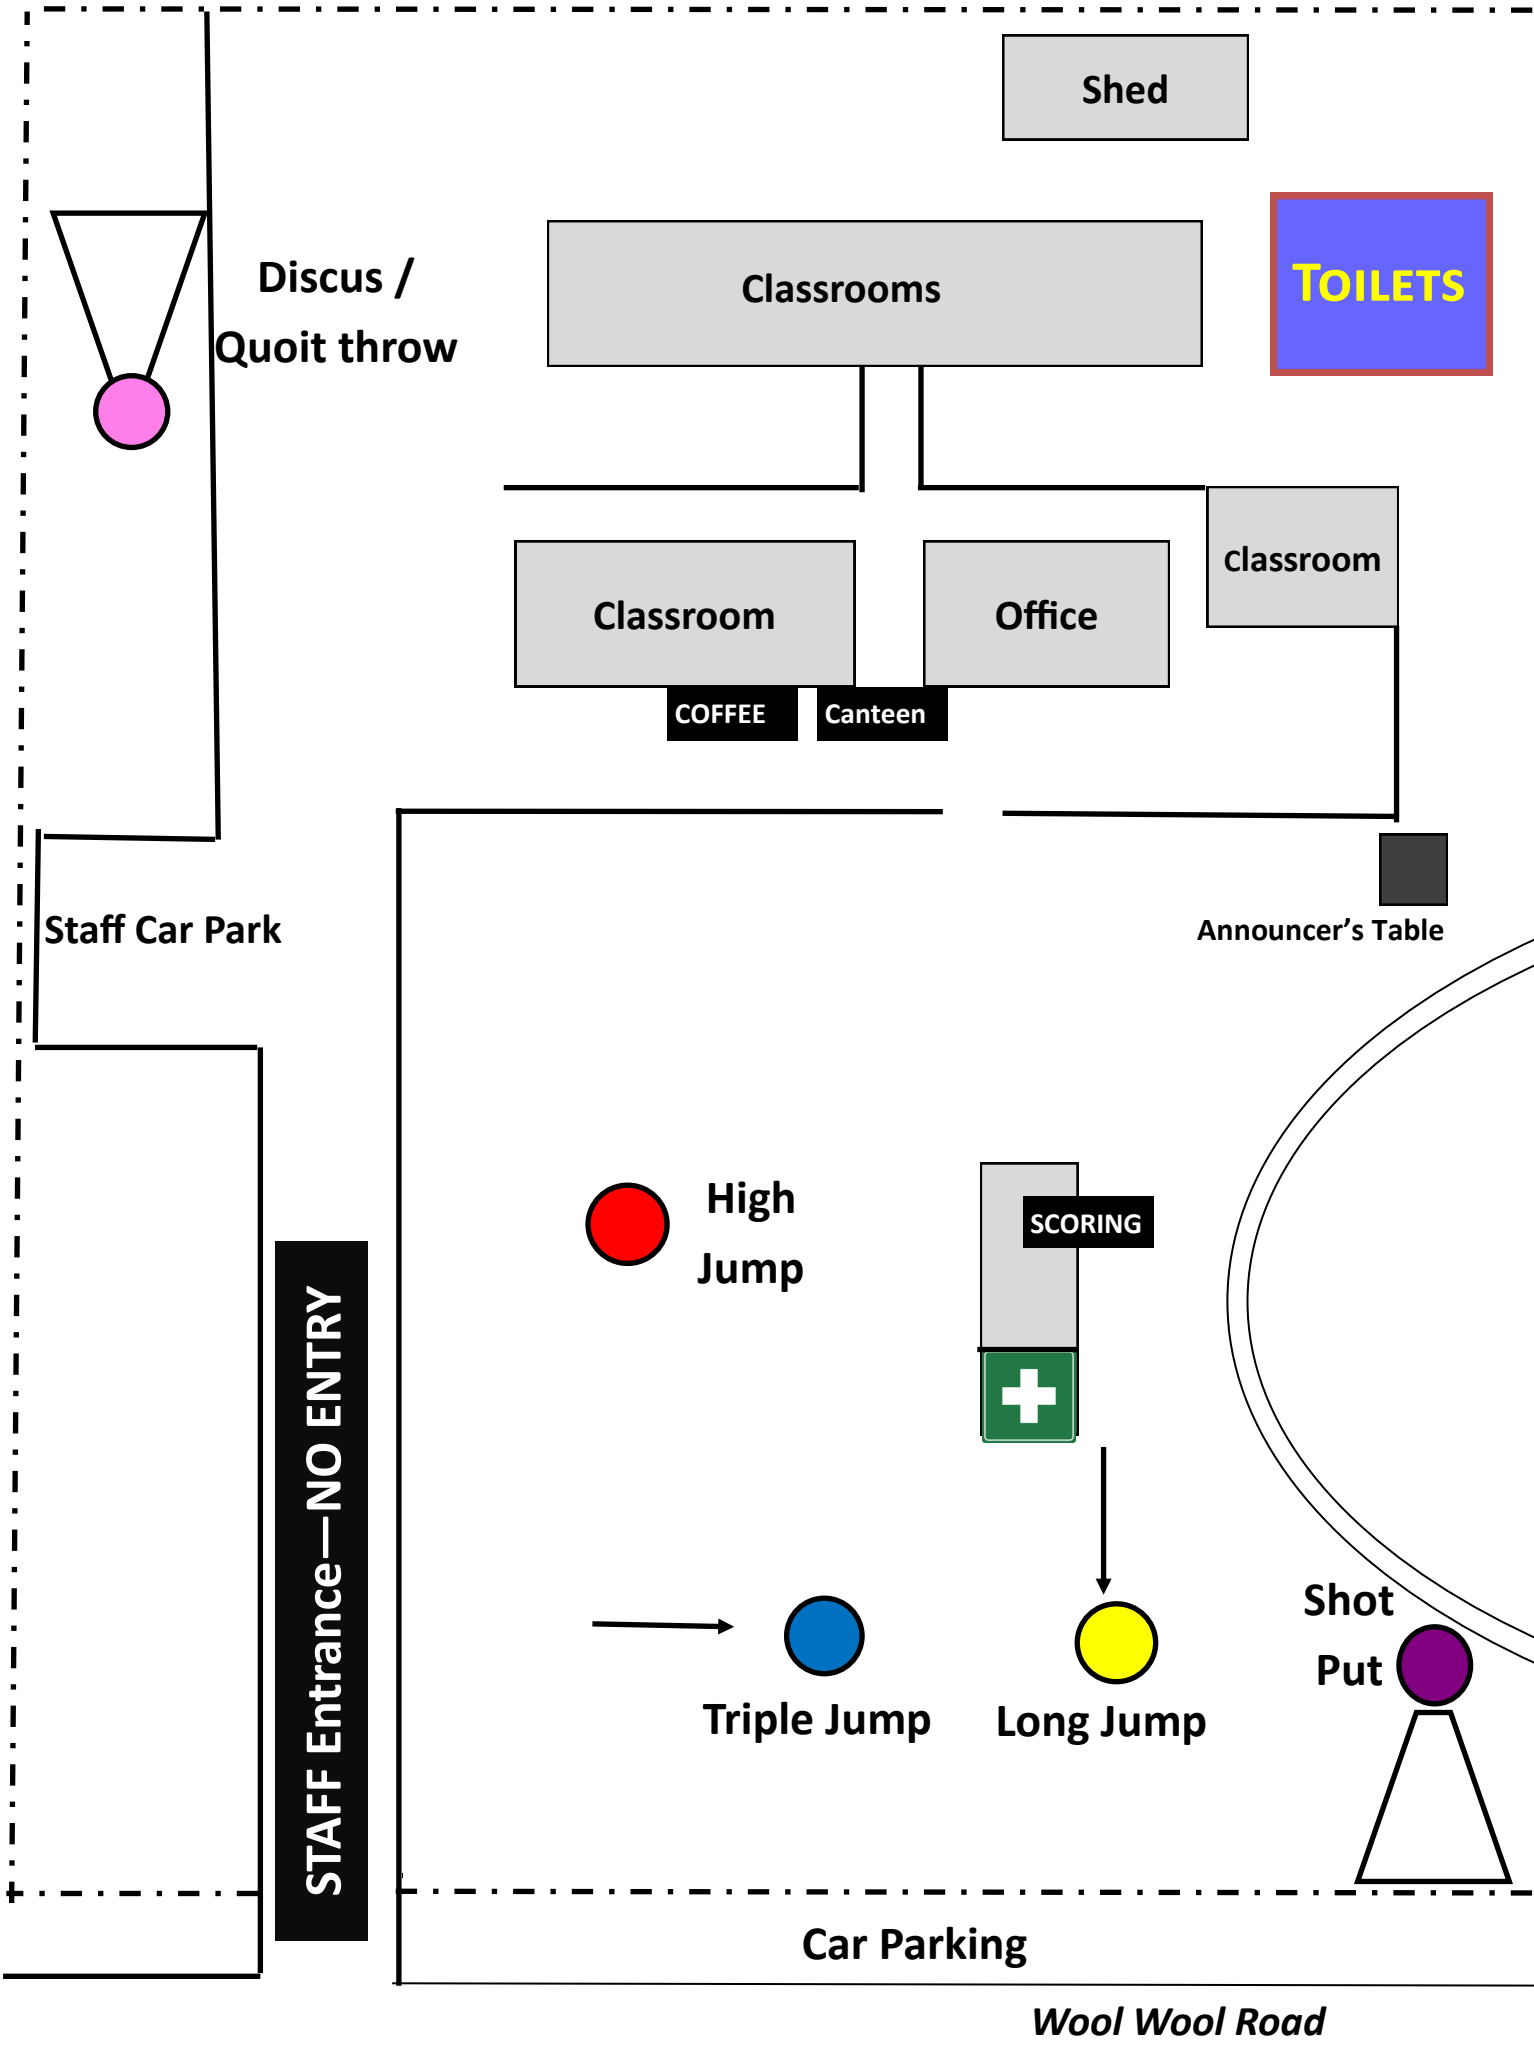 Shed
TOILETS
Classrooms
Discus /
Quoit throw
classroom
Classroom
Office
COFFEE
Canteen
Staff Car Park
Announcer's Table
High
Jump
SCORING
STAFF Entrance—NO ENTRY
Shot
Put
Triple Jump
Long Jump
Car Parking
Wool Wool Road